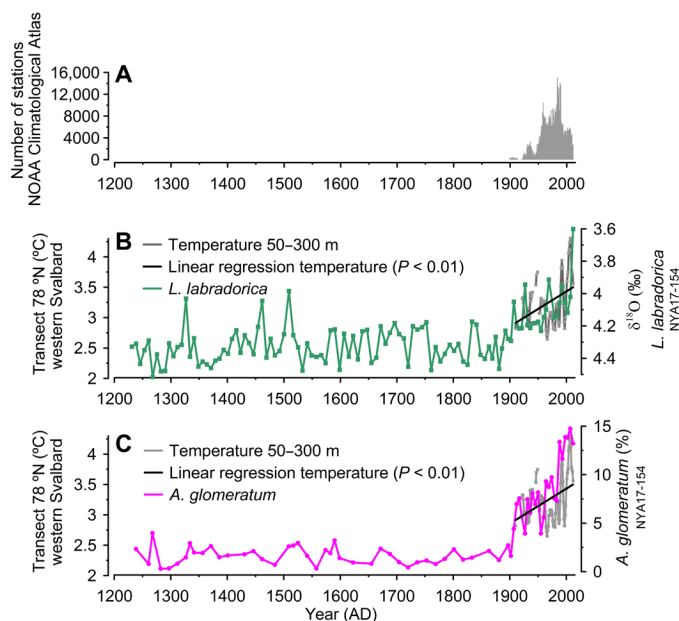 A
Number of stations
NOAA Climatological Atlas
16,000
12,000
8000
4000
0
1200 1300 1400 1500 1600 1700 1800 1900 2000
B
Temperature 50–300 m
Linear regression temperature (P < 0.01)
L. labradorica
Transect 78 ºN (ºC)
western Svalbard
4
3.5
3
2.5
2
3.6
3.8
4.0
4.2
4.4
δ¹⁸O (‰)
L. labradorica
NYA17-154
1200 1300 1400 1500 1600 1700 1800 1900 2000
C
Temperature 50–300 m
Linear regression temperature (P < 0.01)
A. glomeratum
Transect 78 ºN (ºC)
western Svalbard
4
3.5
3
2.5
2
15
10
5
0
A. glomeratum (%)
NYA17-154
1200 1300 1400 1500 1600 1700 1800 1900 2000
Year (AD)